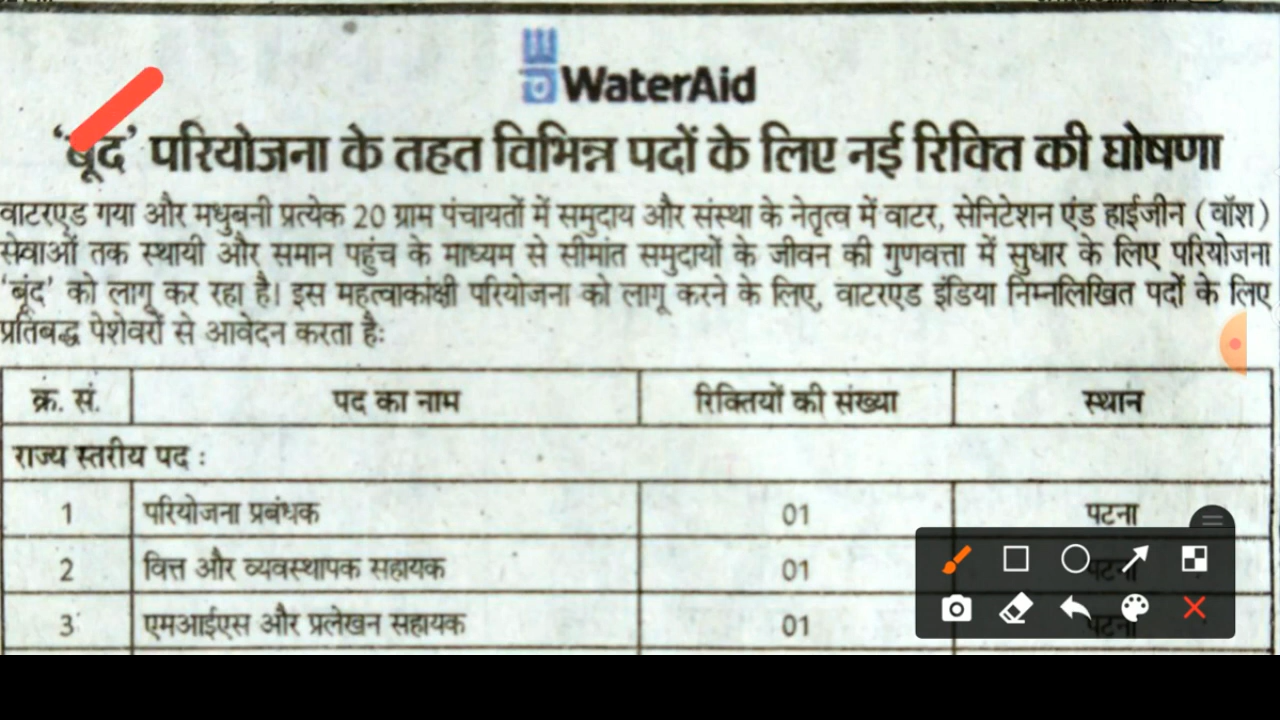 WaterAid
'बूंद' परियोजना के तहत विभिन्न पदों के लिए नई रिक्ति की घोषणा
वाटरएड गया और मधुबनी प्रत्येक 20 ग्राम पंचायतों में समुदाय और संस्था के नेतृत्व में वाटर, सेनिटेशन एंड हाईजीन (वॉश)
सेवाओं तक स्थायी और समान पहुंच के माध्यम से सीमांत समुदायों के जीवन की गुणवत्ता में सुधार के लिए परियोजना
'बूंद' को लागू कर रहा है। इस महत्वाकांक्षी परियोजना को लागू करने के लिए, वाटरएड इंडिया निम्नलिखित पदों के लिए
प्रतिबद्ध पेशेवरों से आवेदन करता है:
क्र. सं. पद का नाम रिक्तियों की संख्या स्थान
राज्य स्तरीय पद :
1 परियोजना प्रबंधक 01 पटना
2 वित्त और व्यवस्थापक सहायक 01 पटना
3 एमआईएस और प्रलेखन सहायक 01 पटना